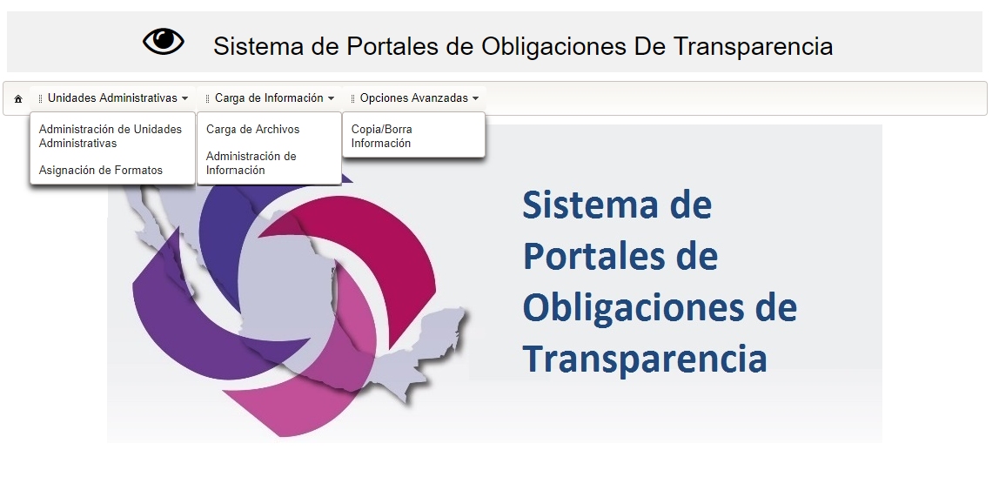 Sistema de Portales de Obligaciones De Transparencia
Unidades Administrativas
Carga de Información
Opciones Avanzadas
Administración de Unidades
Administrativas
Asignación de Formatos
Carga de Archivos
Administración de
Información
Copia/Borra
Información
Sistema de
Portales de
Obligaciones de
Transparencia